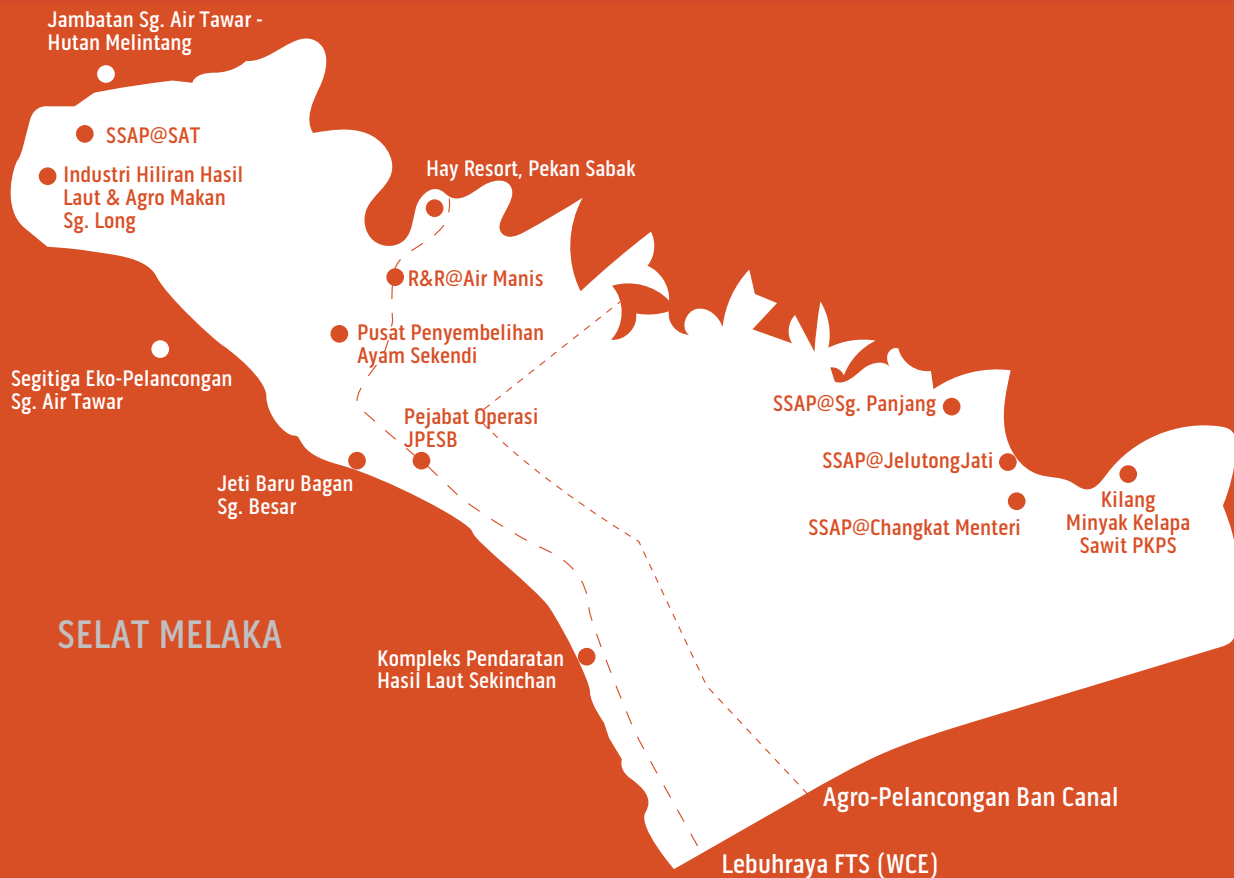 Jambatan Sg. Air Tawar -
Hutan Melintang
SSAP@SAT
Industri Hiliran Hasil
Laut & Agro Makan
Sg. Long
Hay Resort, Pekan Sabak
R&R@Air Manis
Pusat Penyembelihan
Ayam Sekendi
Segitiga Eko-Pelancongan
Sg. Air Tawar
Pejabat Operasi
JPESB
Jeti Baru Bagan
Sg. Besar
SSAP@Sg. Panjang
SSAP@JelutongJati
SSAP@Changkat Menteri
Kilang
Minyak Kelapa
Sawit PKPS
SELAT MELAKA
Kompleks Pendaratan
Hasil Laut Sekinchan
Agro-Pelancongan Ban Canal
Lebuhraya FTS (WCE)